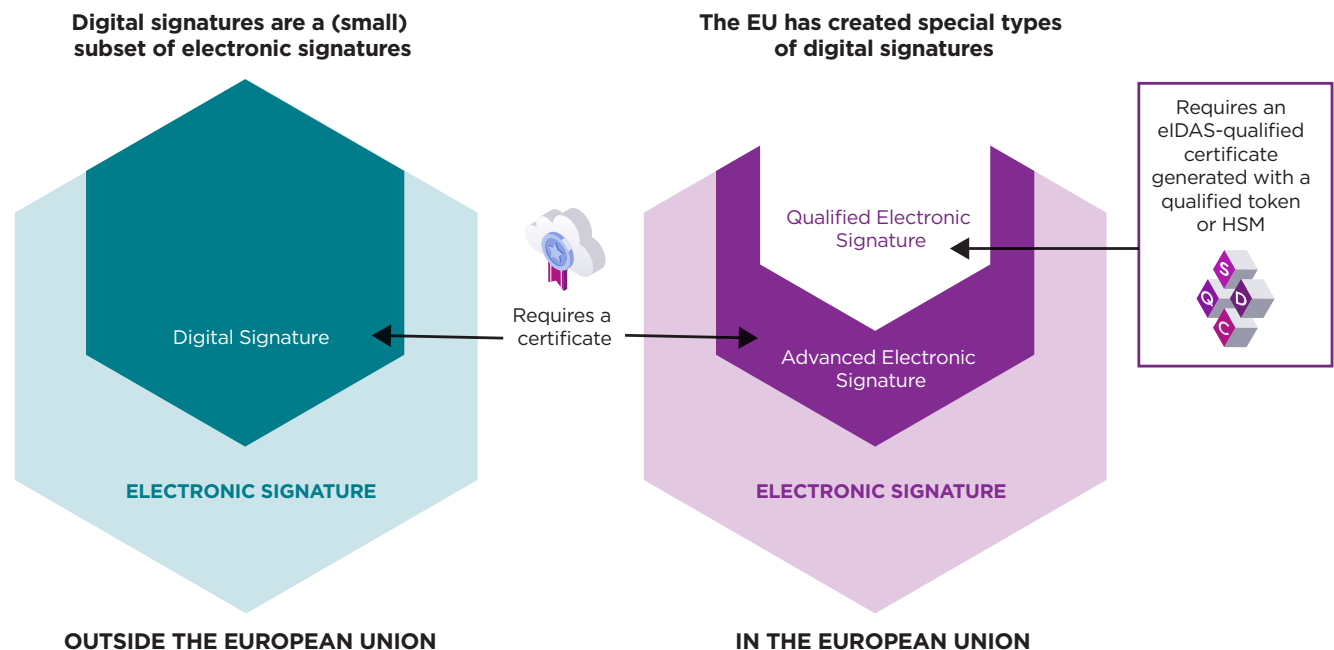 Digital signatures are a (small)
subset of electronic signatures
The EU has created special types
of digital signatures
Requires an
eIDAS-qualified
certificate
generated with a
qualified token
or HSM
S
Q D
C
Qualified Electronic
Signature
Requires a
certificate
Digital Signature
Advanced Electronic
Signature
ELECTRONIC SIGNATURE
ELECTRONIC SIGNATURE
OUTSIDE THE EUROPEAN UNION
IN THE EUROPEAN UNION